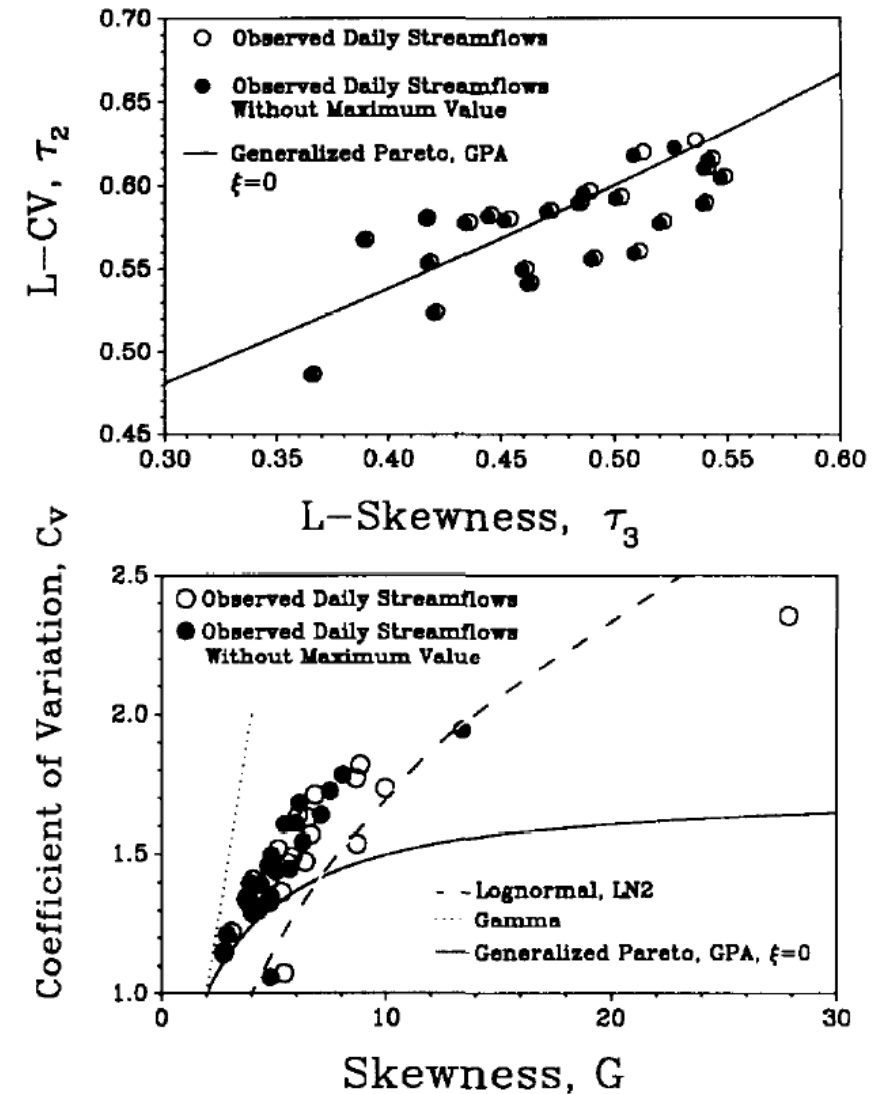 0.70
0.65
0.60
0.55
0.50
0.45
L-CV, τ2
Observed Daily Streamflows
Observed Daily Streamflows
Without Maximum Value
Generalized Pareto, GPA
ξ=0
0.30 0.35 0.40 0.45 0.50 0.55 0.60
L-Skewness, τ3
2.5
2.0
1.5
1.0
Coefficient of Variation, Cv
Observed Daily Streamflows
Observed Daily Streamflows
Without Maximum Value
Lognormal, LN2
Gamma
Generalized Pareto, GPA, ξ=0
0 10 20 30
Skewness, G